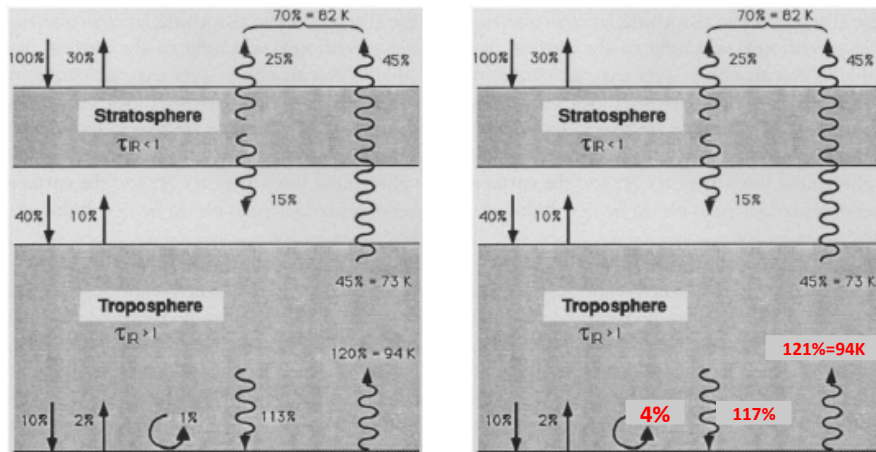 70% = 82 K
100%
30%
25%
45%
Stratosphere
τIR < 1
15%
40%
10%
45% = 73 K
Troposphere
τIR > 1
120% = 94 K
10%
2%
1%
113%
70% = 82 K
100%
30%
25%
45%
Stratosphere
τIR < 1
15%
40%
10%
45% = 73 K
Troposphere
τIR > 1
121%=94K
10%
2%
4%
117%